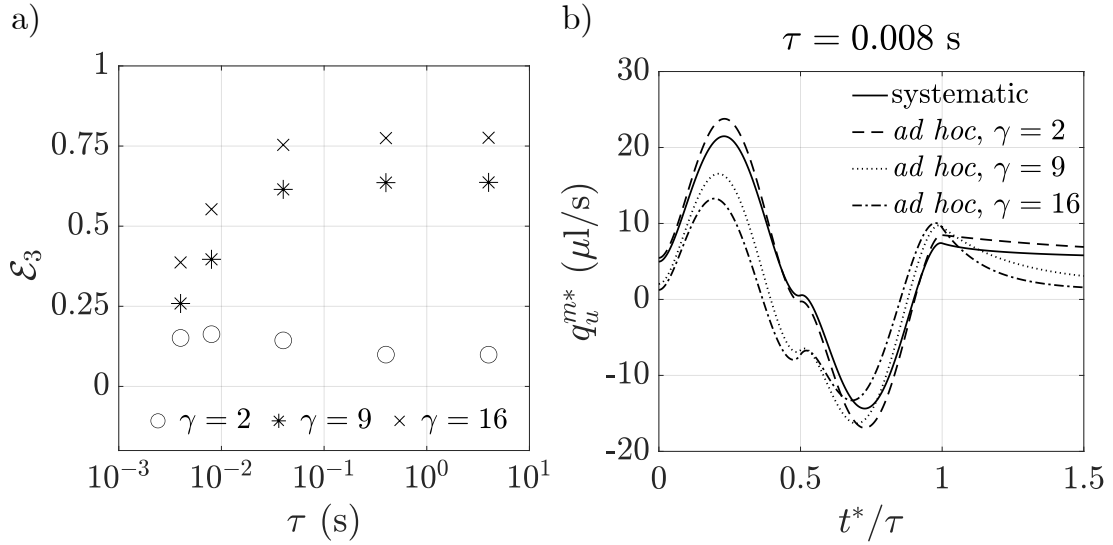 a)
1
0.75
0.5
0.25
0
ℰ₃
γ = 2 γ = 9 γ = 16
10⁻³ 10⁻² 10⁻¹ 10⁰ 10¹
τ (s)
b)
τ = 0.008 s
30
20
10
0
-10
-20
qᵤᵐ* (μl/s)
systematic
ad hoc, γ = 2
ad hoc, γ = 9
ad hoc, γ = 16
0 0.5 1 1.5
t*/τ